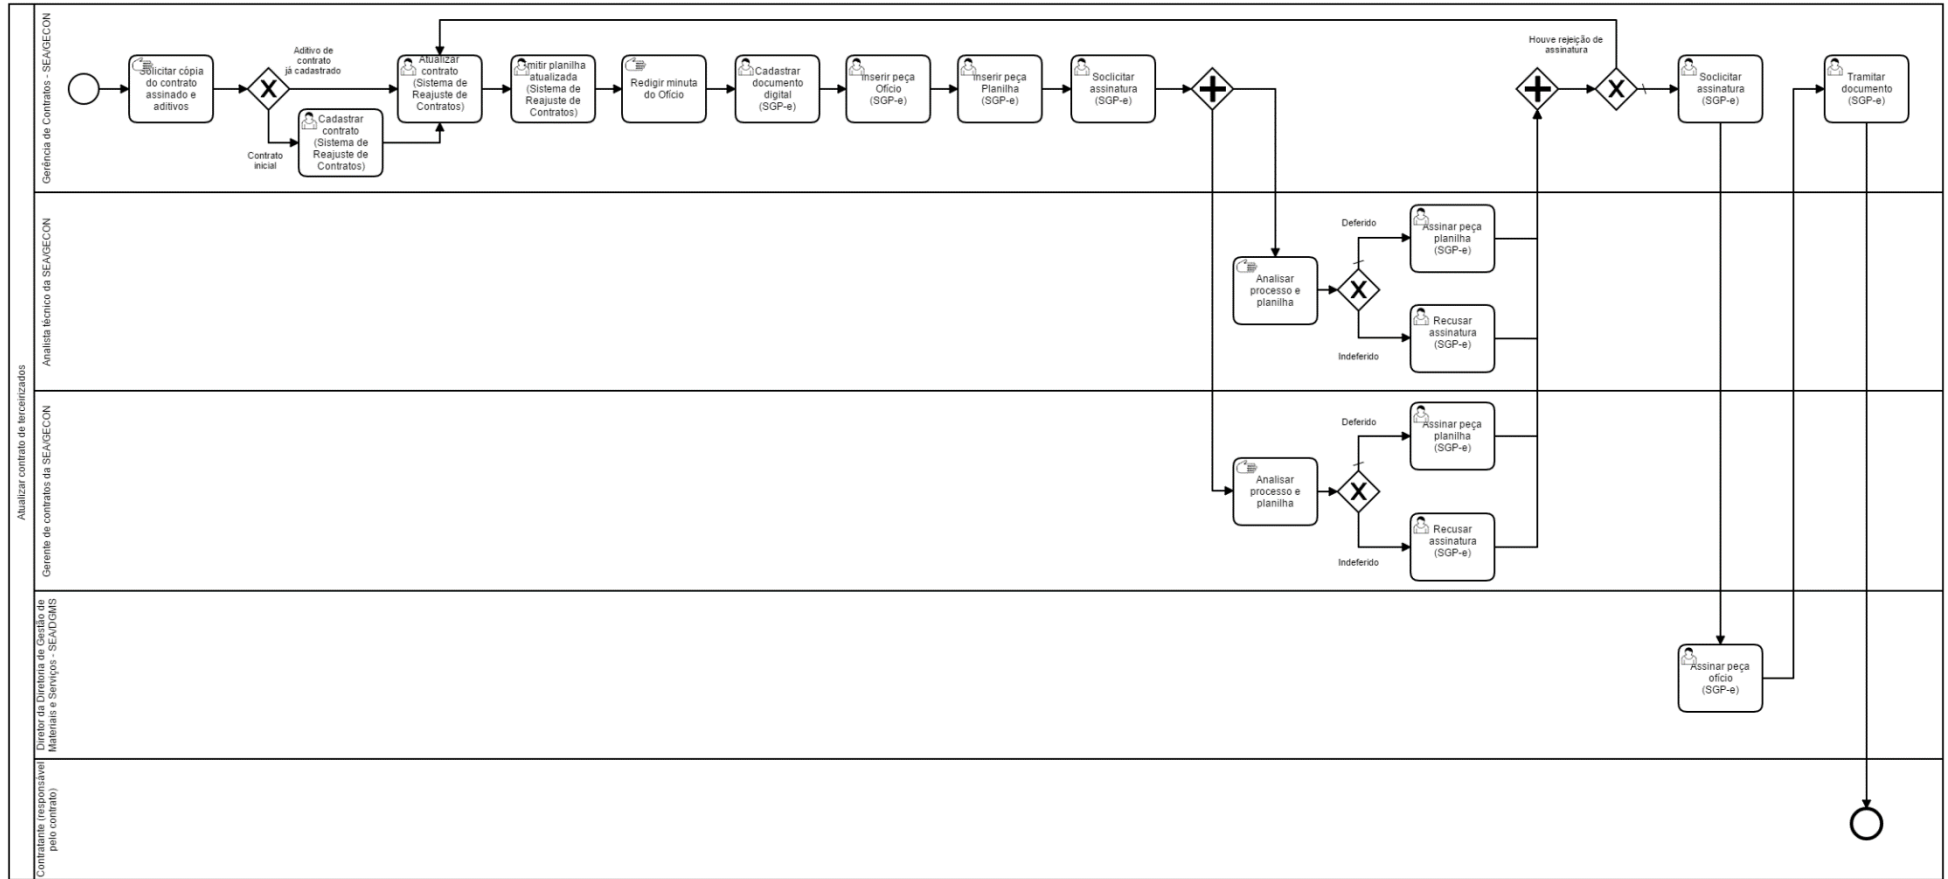 Atualizar contrato de terceirizados
Gerência de Contratos - SEA/GECON
Solicitar cópia
do contrato
assinado e
aditivos
Aditivo de
contrato
já cadastrado
Contrato
inicial
Cadastrar
contrato
(Sistema de
Reajuste de
Contratos)
Atualizar
contrato
(Sistema de
Reajuste de
Contratos)
mitir planilha
atualizada
(Sistema de
Reajuste de
Contratos)
Redigir minuta
do Ofício
Cadastrar
documento
digital
(SGP-e)
Inserir peça
Ofício
(SGP-e)
Inserir peça
Planilha
(SGP-e)
Soclicitar
assinatura
(SGP-e)
Houve rejeição de
assinatura
Soclicitar
assinatura
(SGP-e)
Tramitar
documento
(SGP-e)
Analista técnico da SEA/GECON
Analisar
processo e
planilha
Deferido
Indeferido
Assinar peça
planilha
(SGP-e)
Recusar
assinatura
(SGP-e)
Gerente de contratos da SEA/GECON
Analisar
processo e
planilha
Deferido
Indeferido
Assinar peça
planilha
(SGP-e)
Recusar
assinatura
(SGP-e)
Diretor da Diretoria de Gestão de
Materiais e Serviços - SEA/DGMS
Assinar peça
ofício
(SGP-e)
Contratante (responsável
pelo contrato)